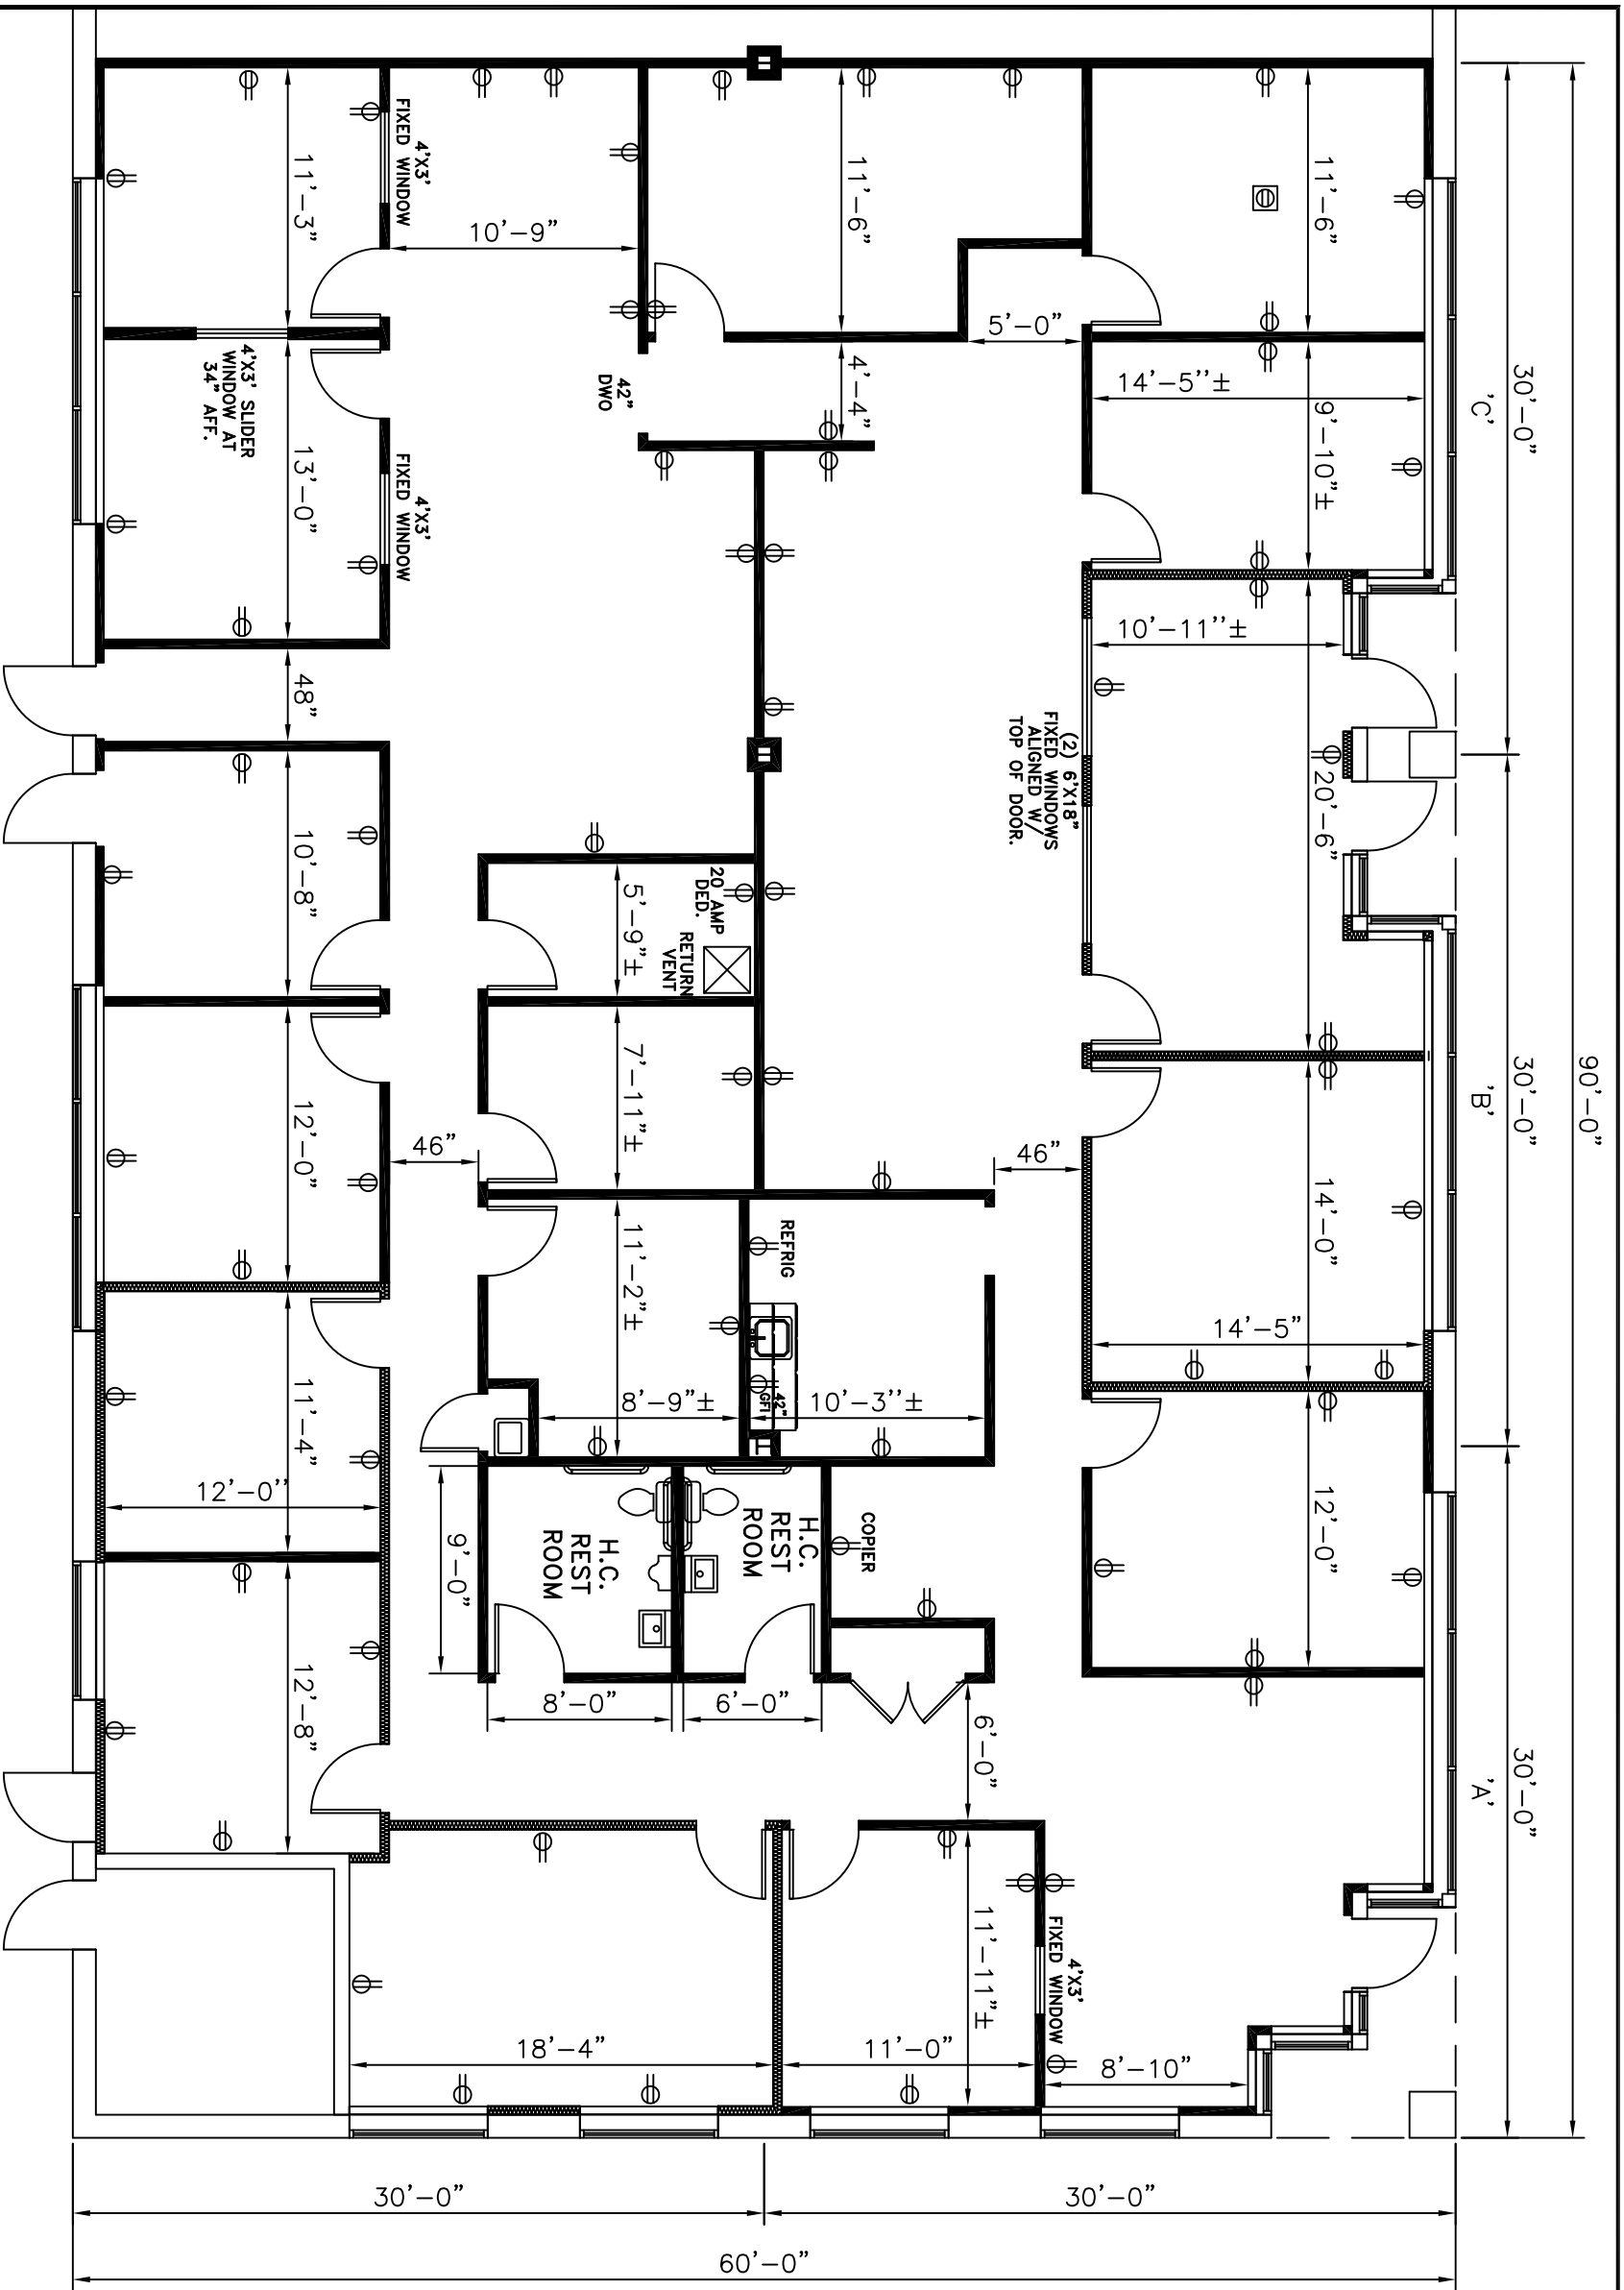 90'-0"
30'-0"
30'-0"
30'-0"
'C'
'B'
'A'
11'-6"
14'-5''±
9'-10"±
10'-11''±
20'-6"
14'-0"
14'-5"
12'-0"
11'-6"
5'-0"
4'-4"
(2) 6'X18"
FIXED WINDOWS
ALIGNED W/
TOP OF DOOR.
46"
10'-9"
42"
DWO
20 AMP
DED.
RETURN
VENT
5'-9"±
7'-11"±
11'-2"±
8'-9"±
REFRIG
42"
GFI
10'-3''±
COPIER
H.C.
REST
ROOM
H.C.
REST
ROOM
9'-0"
8'-0"
6'-0"
6'-0"
46"
4'X3'
FIXED WINDOW
4'X3'
FIXED WINDOW
11'-3"
4'X3' SLIDER
WINDOW AT
34" AFF.
13'-0"
48"
10'-8"
12'-0"
11'-4"
12'-0''
12'-8"
18'-4"
11'-0"
11'-11"±
4'X3'
FIXED WINDOW
8'-10"
30'-0"
30'-0"
60'-0"